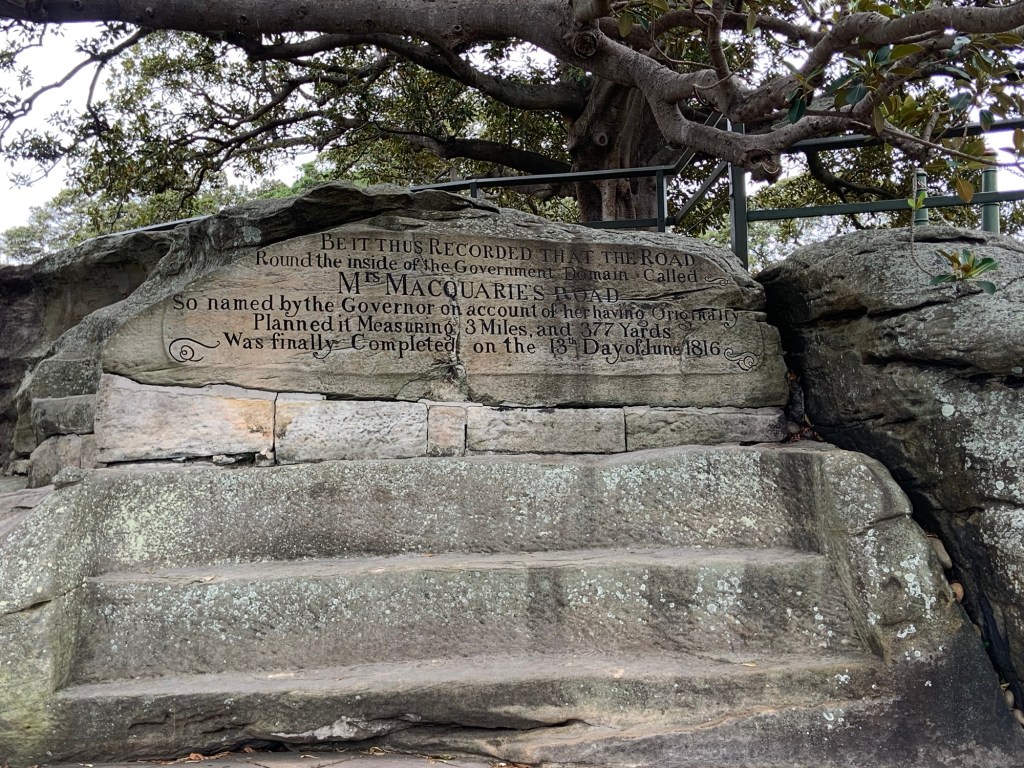 BE IT THUS RECORDED THAT THE ROAD
Round the inside of the Government Domain Called
Mrs MACQUARIE'S ROAD
So named by the Governor on account of her having Originally
Planned it Measuring 3 Miles, and 377 Yards
Was finally Completed on the 13th Day of June 1816